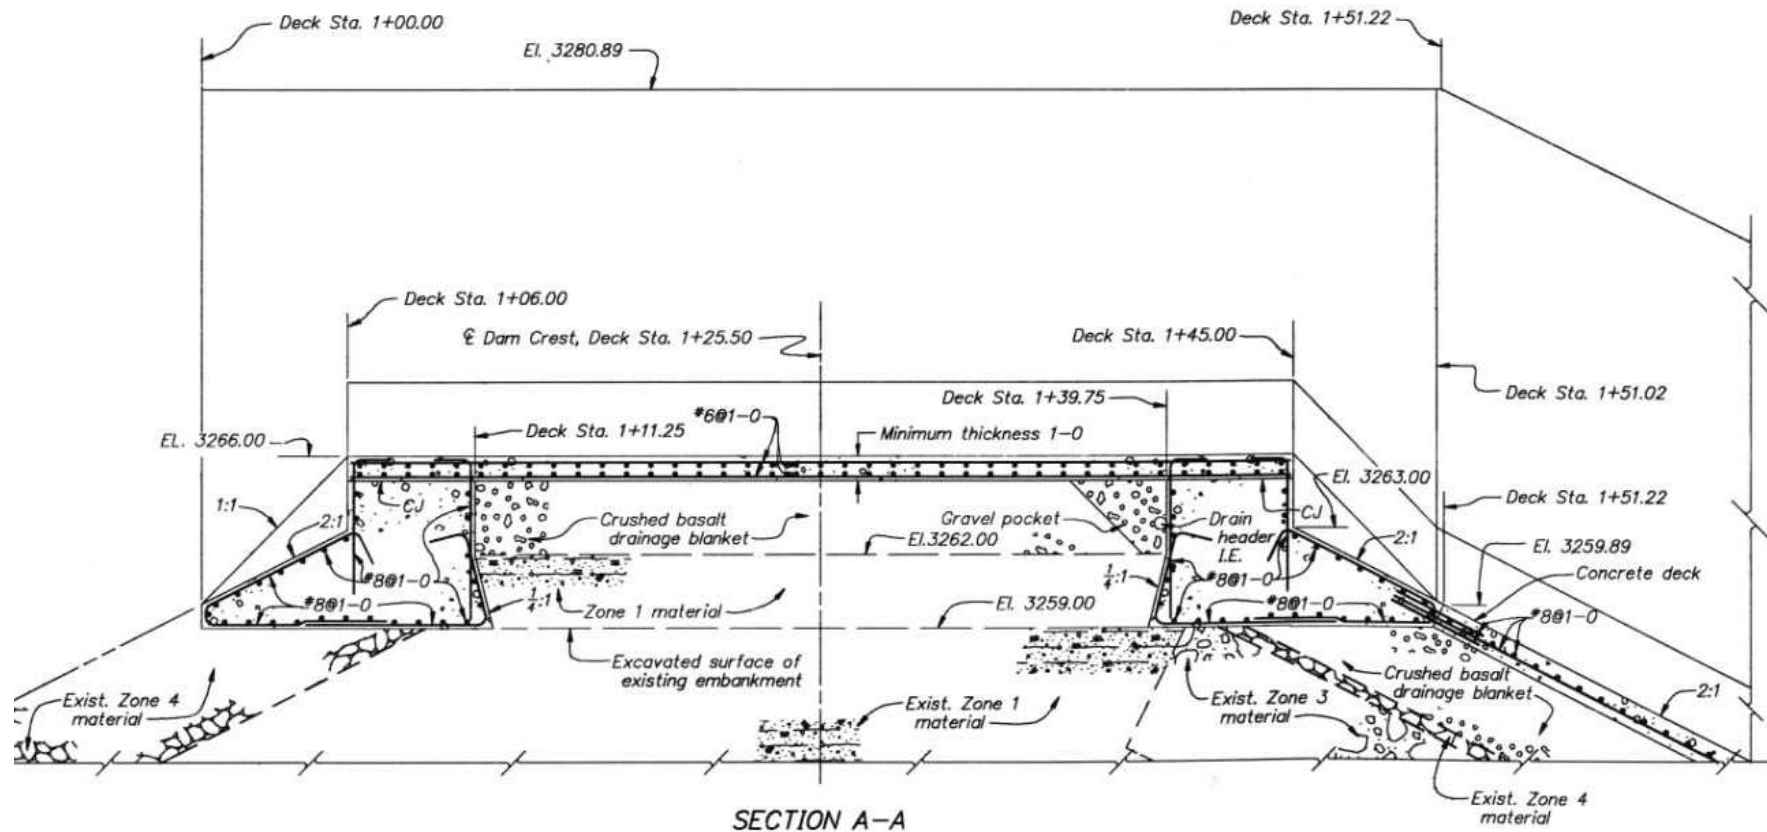 Deck Sta. 1+00.00
Deck Sta. 1+51.22
El. 3280.89
Deck Sta. 1+06.00
℄ Dam Crest, Deck Sta. 1+25.50
Deck Sta. 1+45.00
Deck Sta. 1+39.75
Deck Sta. 1+51.02
#6@1-0
Deck Sta. 1+11.25
Minimum thickness 1-0
EL. 3266.00
El. 3263.00
Deck Sta. 1+51.22
1:1
2:1
CJ
Crushed basalt
drainage blanket
Gravel pocket
Drain
header
I.E.
CJ
2:1
El.3262.00
El. 3259.89
Concrete deck
#8@1-0
#8@1-0
1/4:1
Zone 1 material
El. 3259.00
1/4:1
#8@1-0
#8@1-0
#8@1-0
Excavated surface of
existing embankment
Exist. Zone 4
material
Exist. Zone 1
material
Exist. Zone 3
material
Crushed basalt
drainage blanket
2:1
Exist. Zone 4
material
SECTION A-A